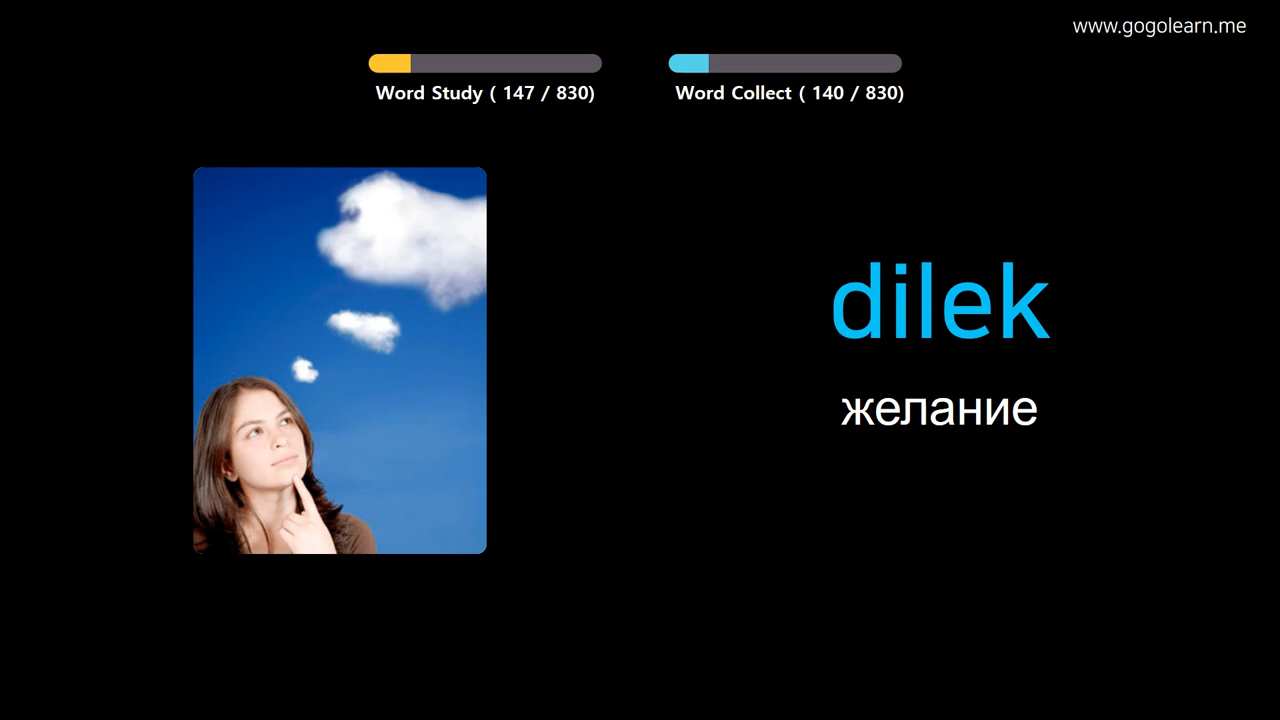 www.gogolearn.me
Word Study ( 147 / 830)
Word Collect ( 140 / 830)
dilek
желание